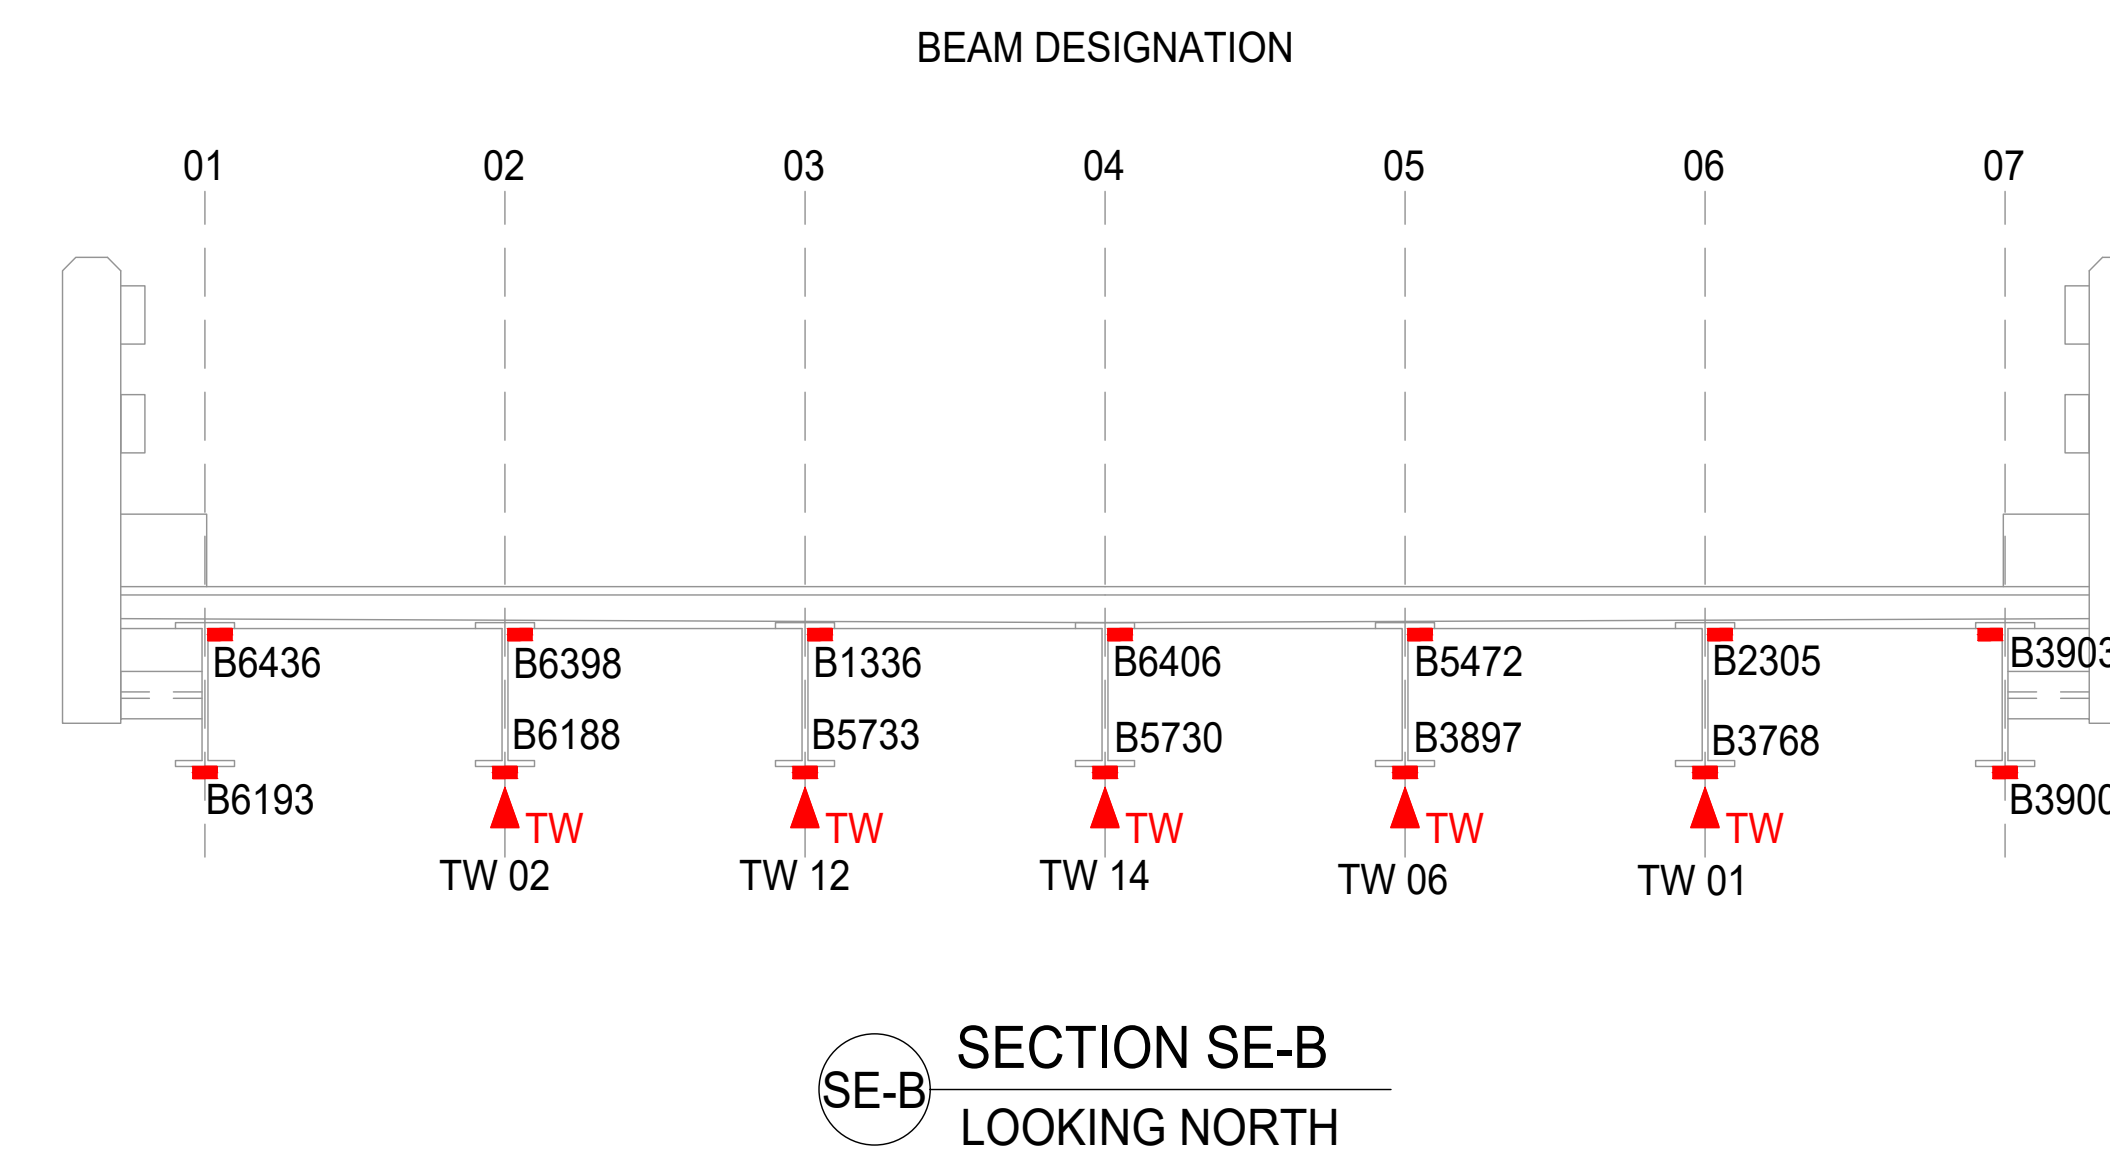 BEAM DESIGNATION
01 02 03 04 05 06 07
B6436 B6398 B1336 B6406 B5472 B2305 B3903
B6188 B5733 B5730 B3897 B3768
B6193 B3900
TW TW TW TW TW
TW 02 TW 12 TW 14 TW 06 TW 01
SE-B
SECTION SE-B
LOOKING NORTH